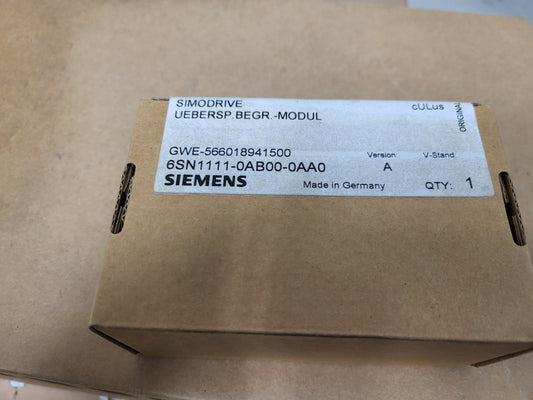 SIMODRIVE
cULus
UEBERSP.BEGR.-MODUL
ORIGINAL
GWE-566018941500
Version: V-Stand:
6SN1111-0AB00-0AA0 A
SIEMENS Made in Germany QTY: 1